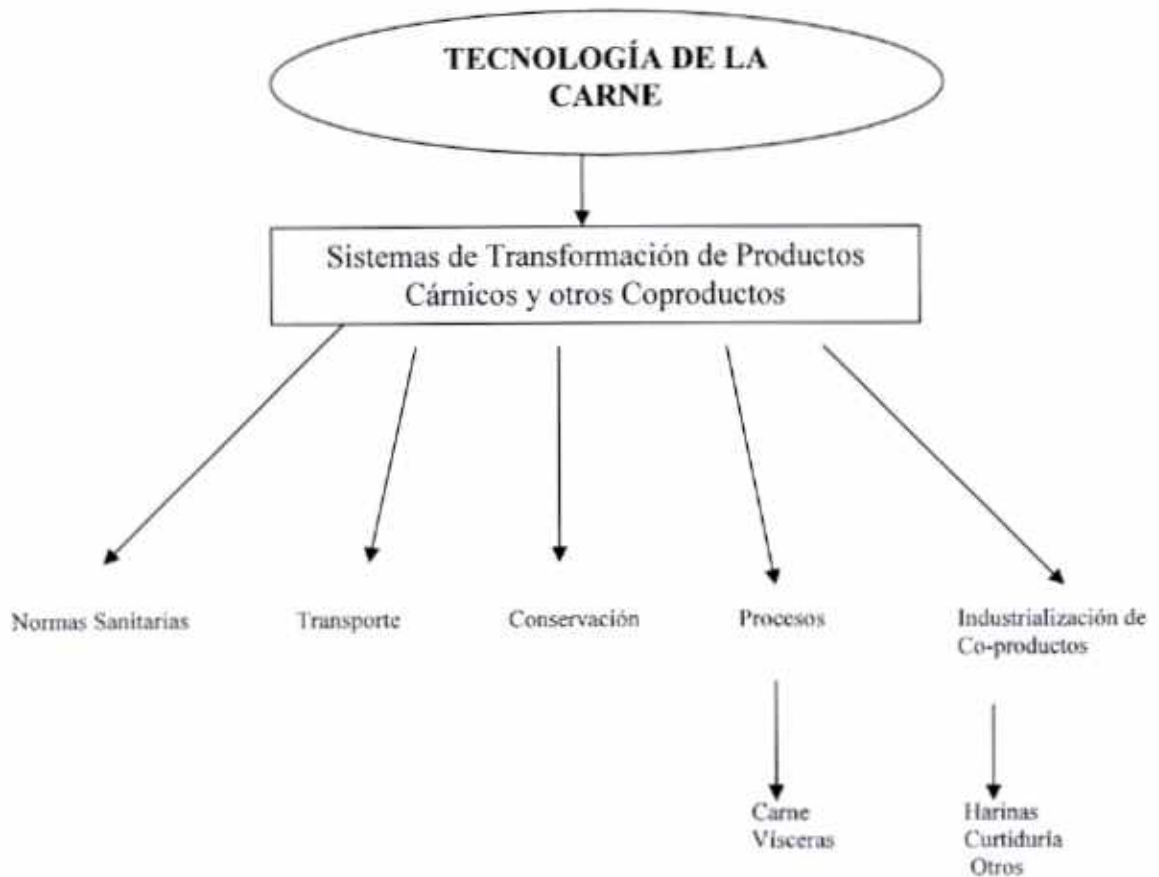 TECNOLOGÍA DE LA
CARNE
Sistemas de Transformación de Productos
Cárnicos y otros Coproductos
Normas Sanitarias
Transporte
Conservación
Procesos
Industrialización de
Co-productos
Carne
Vísceras
Harinas
Curtiduría
Otros